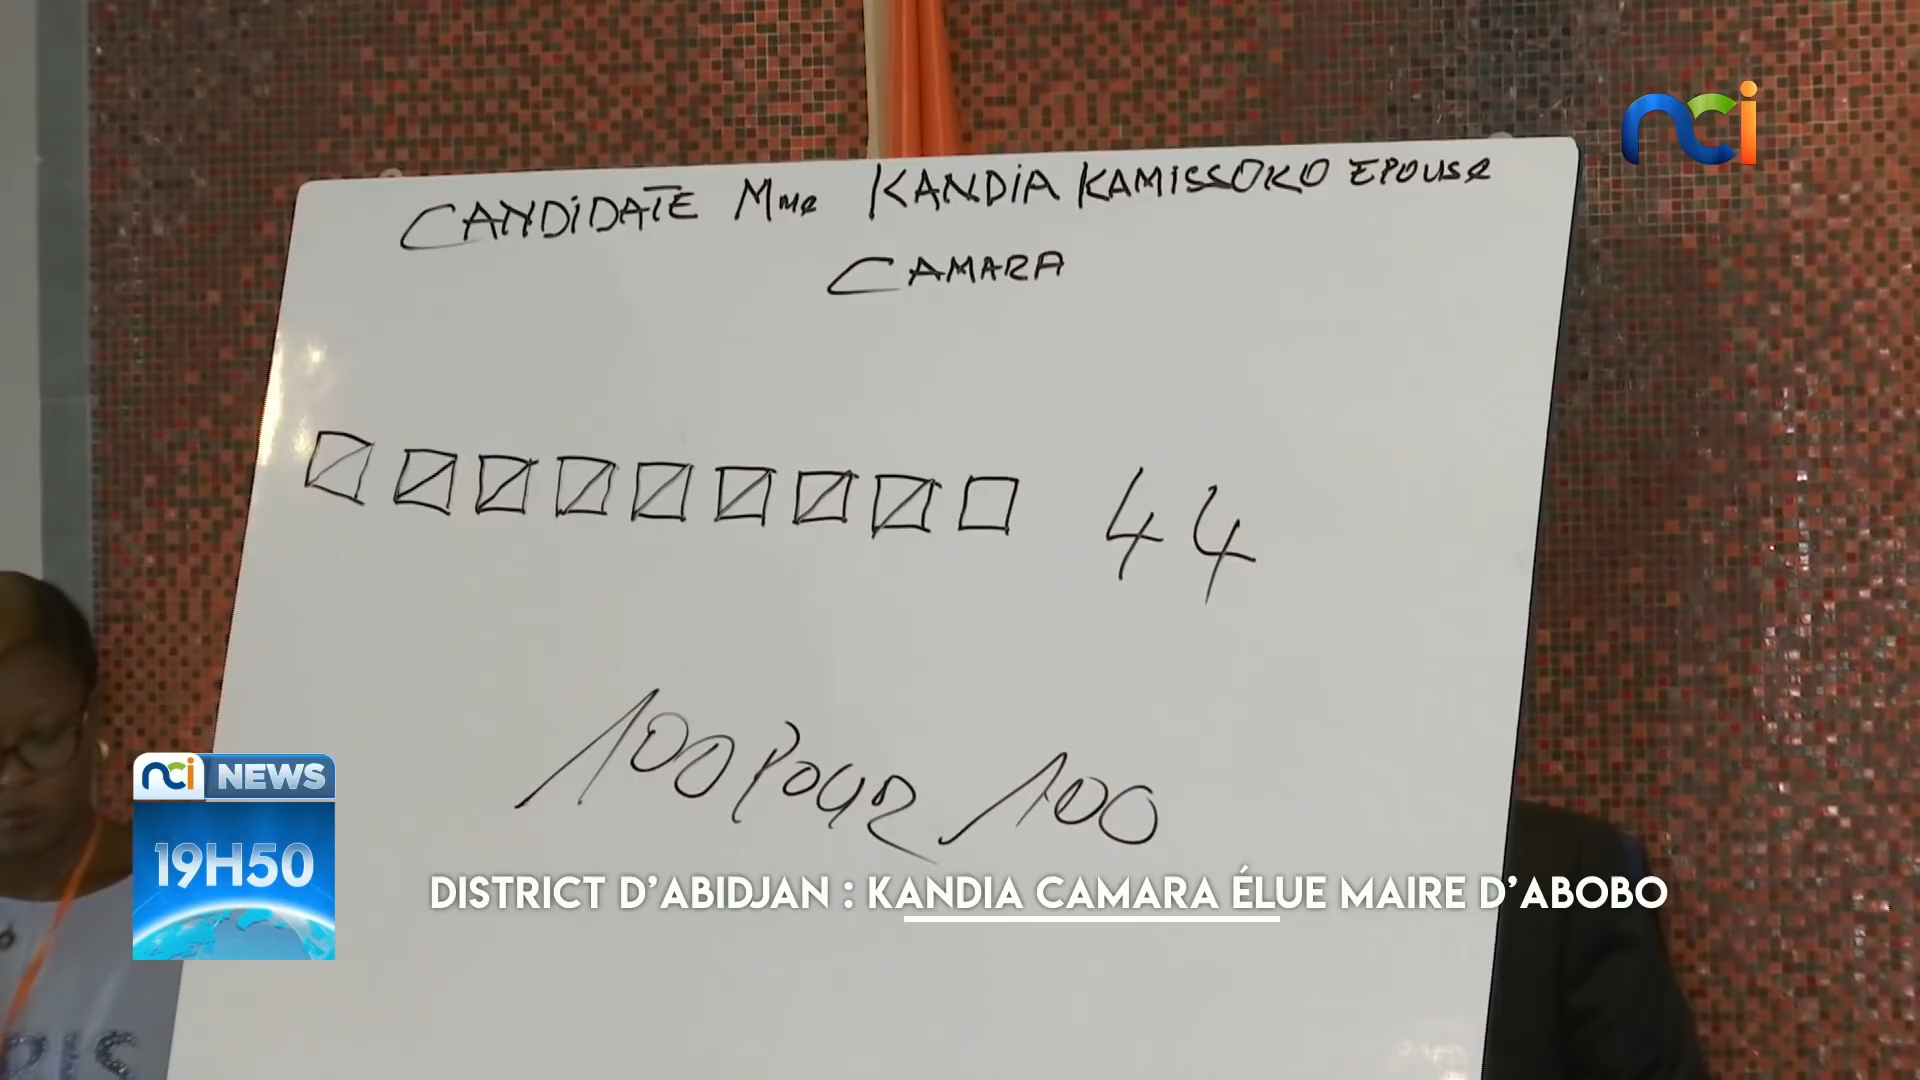 nci
CANDIDATE Mme KANDIA KAMISSOKO EPOUSE
CAMARA
44
100 POUR 100
nci NEWS
19H50
DISTRICT D'ABIDJAN : KANDIA CAMARA ÉLUE MAIRE D'ABOBO
RIS